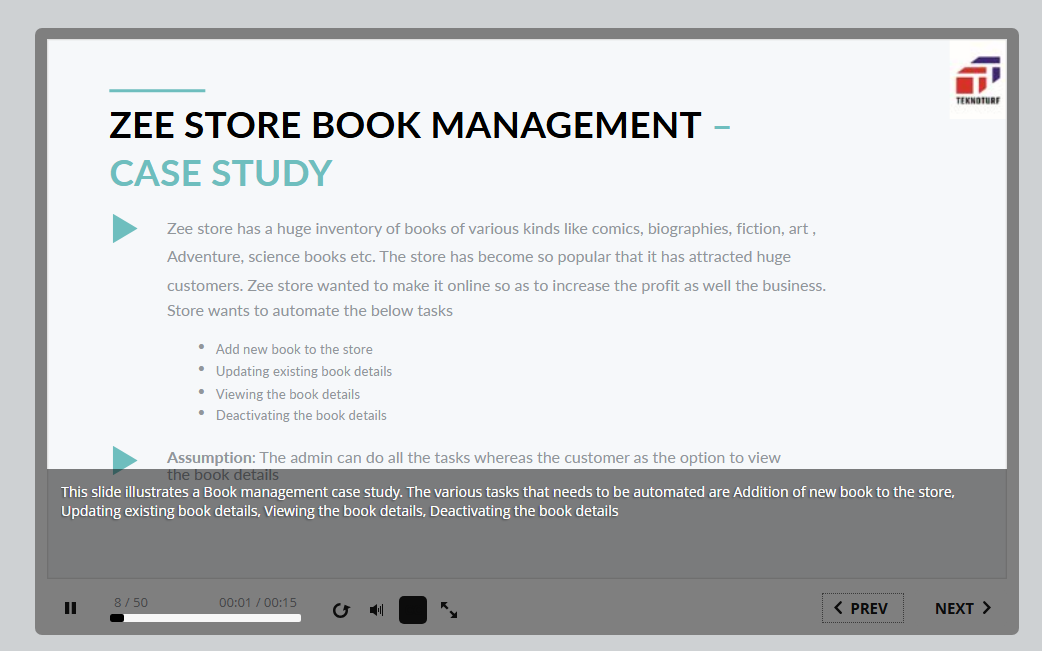 TEKNOTURF
ZEE STORE BOOK MANAGEMENT –
CASE STUDY
Zee store has a huge inventory of books of various kinds like comics, biographies, fiction, art ,
Adventure, science books etc. The store has become so popular that it has attracted huge
customers. Zee store wanted to make it online so as to increase the profit as well the business.
Store wants to automate the below tasks
• Add new book to the store
• Updating existing book details
• Viewing the book details
• Deactivating the book details
Assumption: The admin can do all the tasks whereas the customer as the option to view
the book details
This slide illustrates a Book management case study. The various tasks that needs to be automated are Addition of new book to the store,
Updating existing book details, Viewing the book details, Deactivating the book details
8 / 50 00:01 / 00:15
PREV NEXT